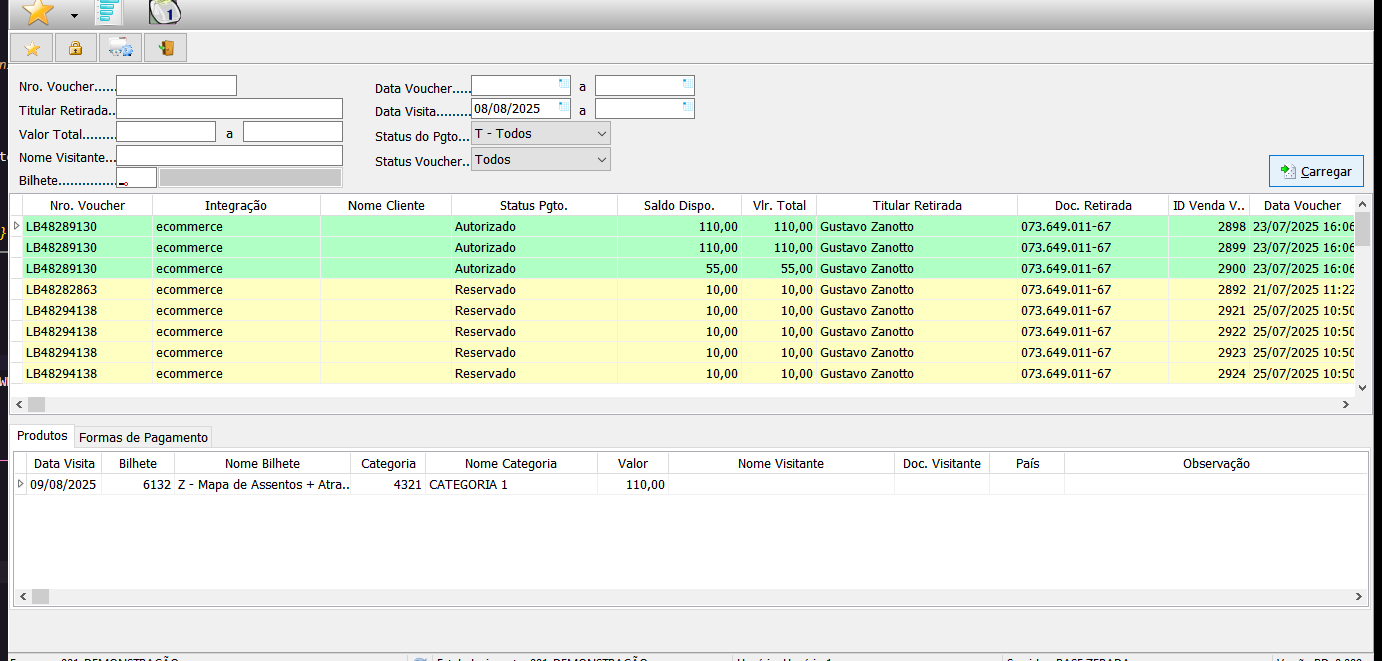 1
Nro. Voucher......
Data Voucher..... a
Titular Retirada..
Data Visita......... 08/08/2025 a
Valor Total........ a
Status do Pgto... T - Todos
Nome Visitante...
Status Voucher.. Todos
Bilhete..............
Carregar
Nro. Voucher Integração Nome Cliente Status Pgto. Saldo Dispo. Vlr. Total Titular Retirada Doc. Retirada ID Venda V.. Data Voucher
LB48289130 ecommerce Autorizado 110,00 110,00 Gustavo Zanotto 073.649.011-67 2898 23/07/2025 16:06
LB48289130 ecommerce Autorizado 110,00 110,00 Gustavo Zanotto 073.649.011-67 2899 23/07/2025 16:06
LB48289130 ecommerce Autorizado 55,00 55,00 Gustavo Zanotto 073.649.011-67 2900 23/07/2025 16:06
LB48282863 ecommerce Reservado 10,00 10,00 Gustavo Zanotto 073.649.011-67 2892 21/07/2025 11:22
LB48294138 ecommerce Reservado 10,00 10,00 Gustavo Zanotto 073.649.011-67 2921 25/07/2025 10:50
LB48294138 ecommerce Reservado 10,00 10,00 Gustavo Zanotto 073.649.011-67 2922 25/07/2025 10:50
LB48294138 ecommerce Reservado 10,00 10,00 Gustavo Zanotto 073.649.011-67 2923 25/07/2025 10:50
LB48294138 ecommerce Reservado 10,00 10,00 Gustavo Zanotto 073.649.011-67 2924 25/07/2025 10:50
Produtos Formas de Pagamento
Data Visita Bilhete Nome Bilhete Categoria Nome Categoria Valor Nome Visitante Doc. Visitante País Observação
09/08/2025 6132 Z - Mapa de Assentos + Atra.. 4321 CATEGORIA 1 110,00